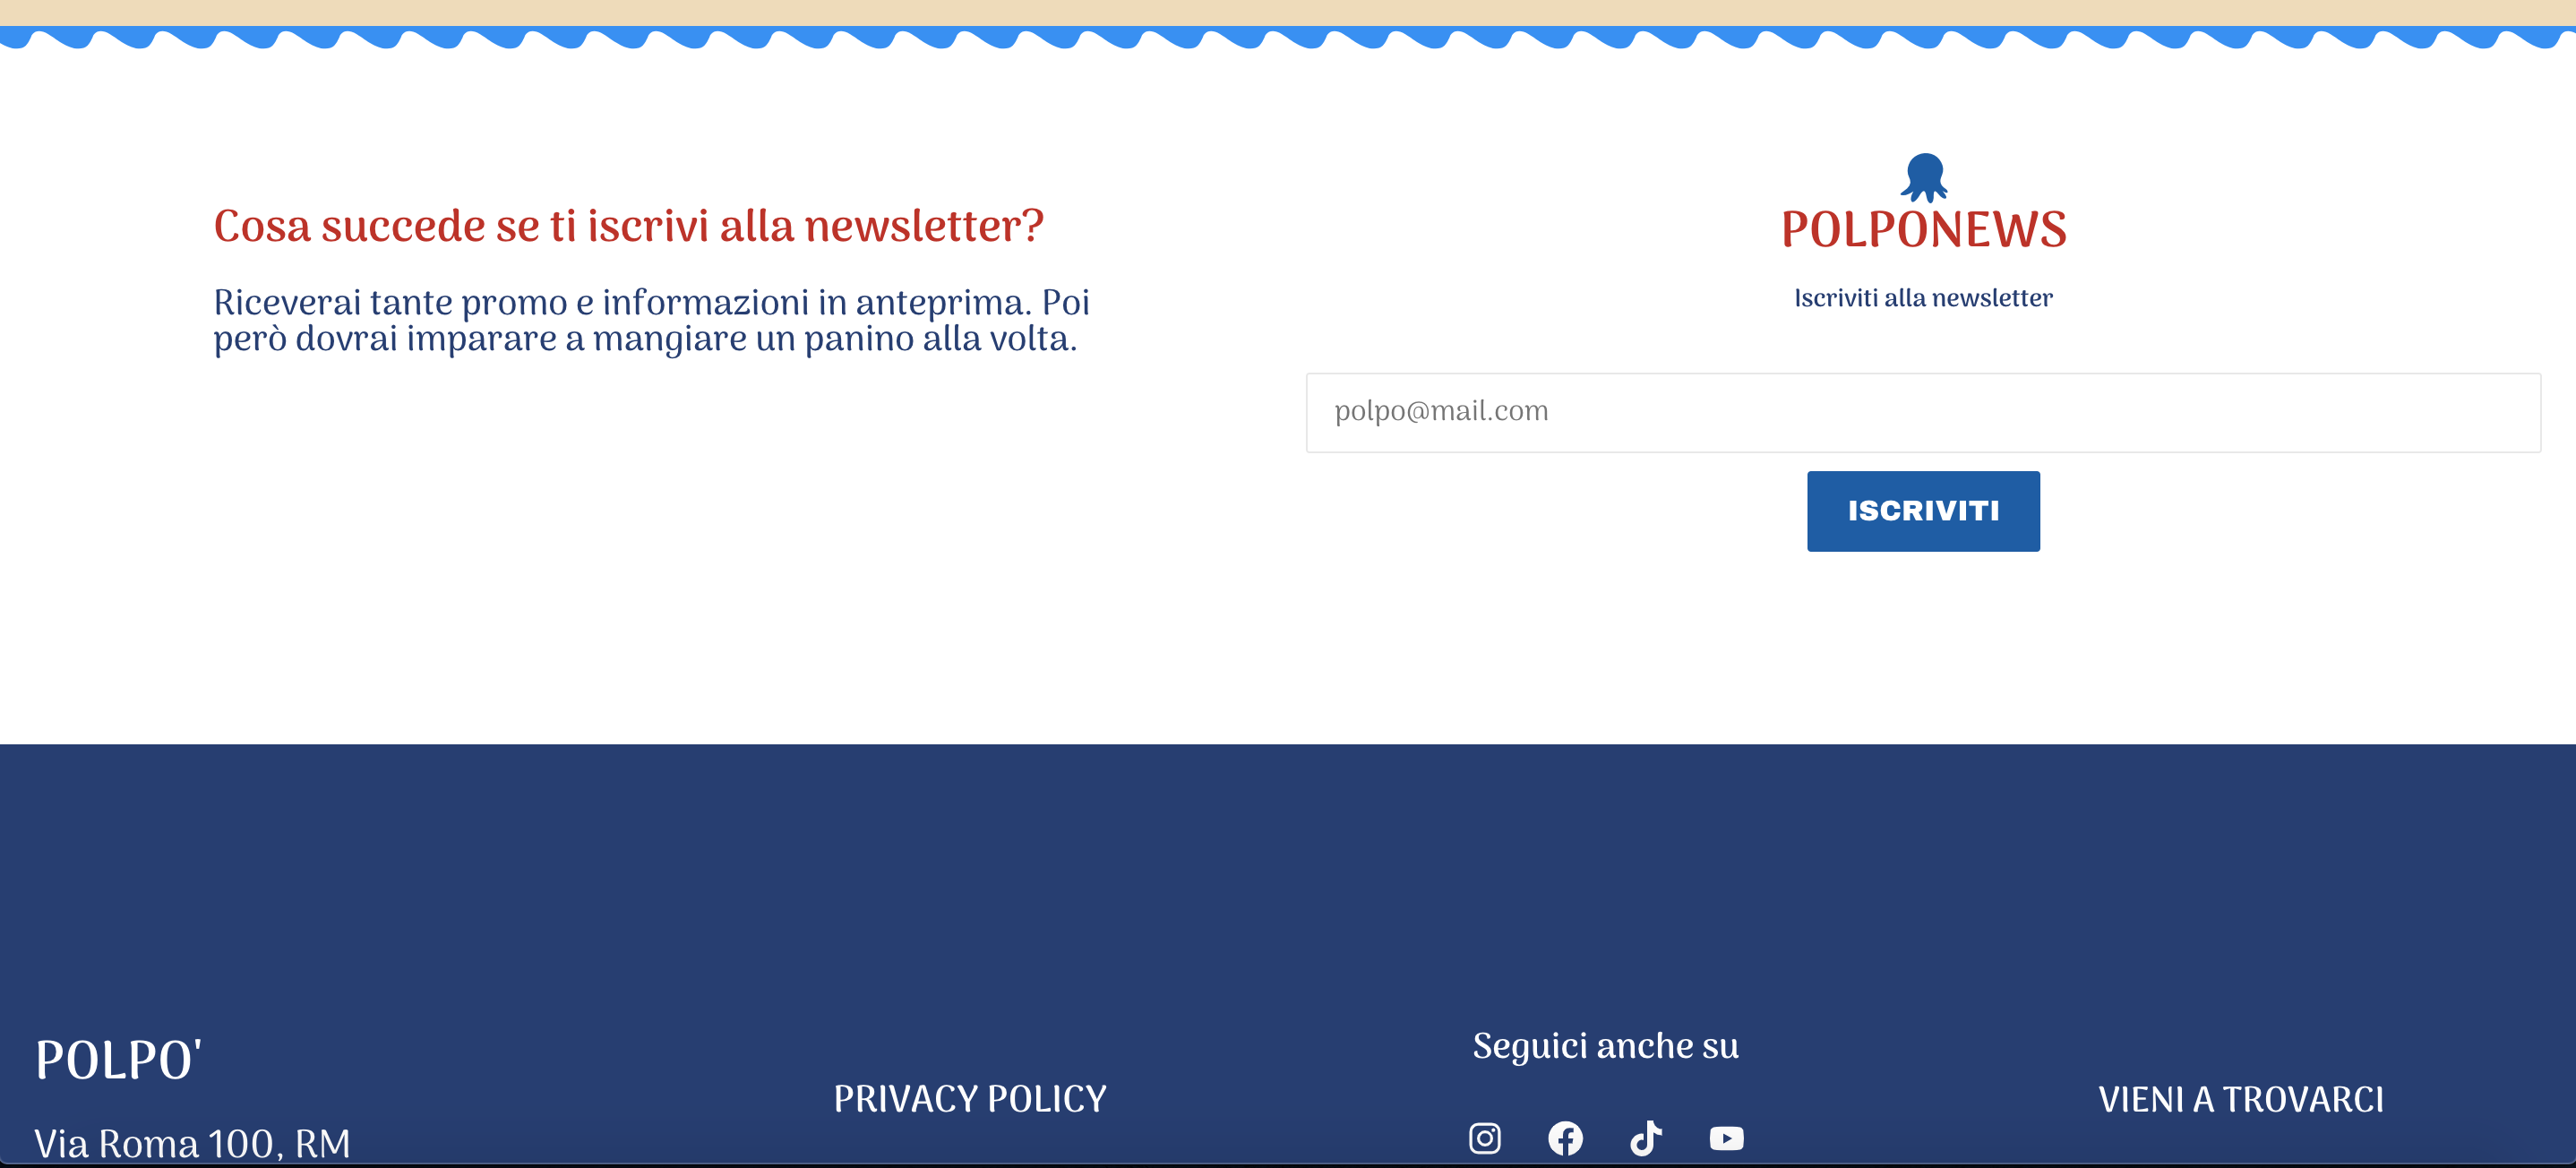 Cosa succede se ti iscrivi alla newsletter?
Riceverai tante promo e informazioni in anteprima. Poi
però dovrai imparare a mangiare un panino alla volta.
POLPONEWS
Iscriviti alla newsletter
polpo@mail.com
ISCRIVITI
POLPO'
Via Roma 100, RM
PRIVACY POLICY
Seguici anche su
VIENI A TROVARCI